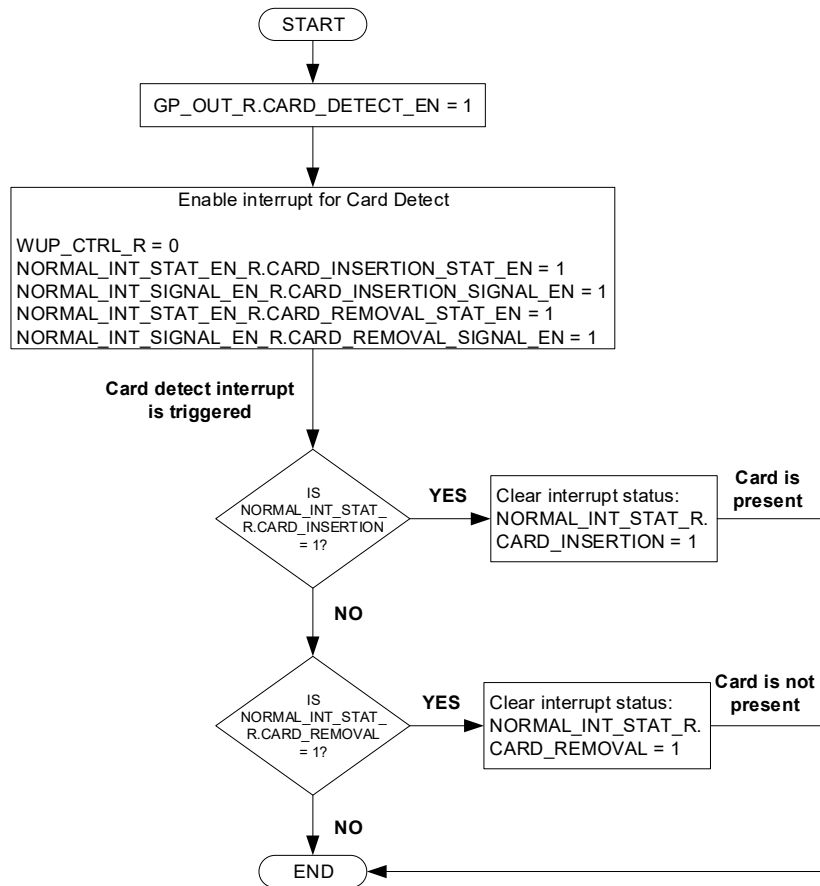 START
GP_OUT_R.CARD_DETECT_EN = 1
Enable interrupt for Card Detect
WUP_CTRL_R = 0
NORMAL_INT_STAT_EN_R.CARD_INSERTION_STAT_EN = 1
NORMAL_INT_SIGNAL_EN_R.CARD_INSERTION_SIGNAL_EN = 1
NORMAL_INT_STAT_EN_R.CARD_REMOVAL_STAT_EN = 1
NORMAL_INT_SIGNAL_EN_R.CARD_REMOVAL_SIGNAL_EN = 1
Card detect interrupt
is triggered
IS
NORMAL_INT_STAT_
R.CARD_INSERTION
= 1?
YES
Clear interrupt status:
NORMAL_INT_STAT_R.
CARD_INSERTION = 1
Card is
present
NO
IS
NORMAL_INT_STAT_
R.CARD_REMOVAL
= 1?
YES
Clear interrupt status:
NORMAL_INT_STAT_R.
CARD_REMOVAL = 1
Card is not
present
NO
END